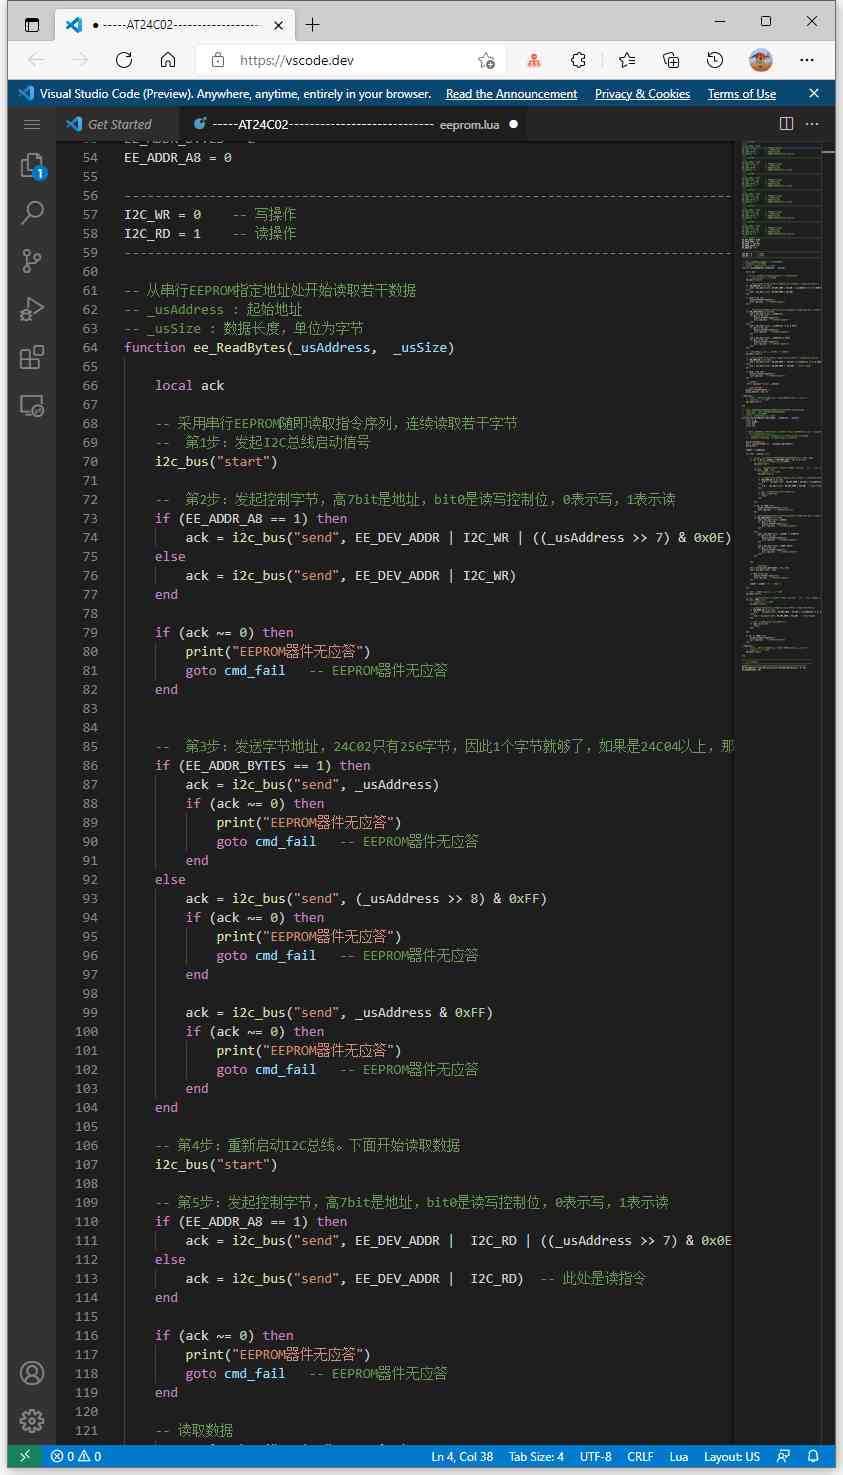 -----AT24C02--------------------
https://vscode.dev
Visual Studio Code (Preview). Anywhere, anytime, entirely in your browser. Read the Announcement Privacy & Cookies Terms of Use
Get Started -----AT24C02---------------------------- eeprom.lua
1
54 EE_ADDR_A8 = 0
55
56 -------------------------------------------------------------------------------
57 I2C_WR = 0    -- 写操作
58 I2C_RD = 1    -- 读操作
59 -------------------------------------------------------------------------------
60
61 -- 从串行EEPROM指定地址处开始读取若干数据
62 -- _usAddress : 起始地址
63 -- _usSize : 数据长度，单位为字节
64 function ee_ReadBytes(_usAddress,  _usSize)
65
66     local ack
67
68     -- 采用串行EEPROM随即读取指令序列，连续读取若干字节
69     --  第1步：发起I2C总线启动信号
70     i2c_bus("start")
71
72     --  第2步：发起控制字节，高7bit是地址，bit0是读写控制位，0表示写，1表示读
73     if (EE_ADDR_A8 == 1) then
74         ack = i2c_bus("send", EE_DEV_ADDR | I2C_WR | ((_usAddress >> 7) & 0x0E)
75     else
76         ack = i2c_bus("send", EE_DEV_ADDR | I2C_WR)
77     end
78
79     if (ack ~= 0) then
80         print("EEPROM器件无应答")
81         goto cmd_fail   -- EEPROM器件无应答
82     end
83
84
85     --  第3步：发送字节地址，24C02只有256字节，因此1个字节就够了，如果是24C04以上，那
86     if (EE_ADDR_BYTES == 1) then
87         ack = i2c_bus("send", _usAddress)
88         if (ack ~= 0) then
89             print("EEPROM器件无应答")
90             goto cmd_fail   -- EEPROM器件无应答
91         end
92     else
93         ack = i2c_bus("send", (_usAddress >> 8) & 0xFF)
94         if (ack ~= 0) then
95             print("EEPROM器件无应答")
96             goto cmd_fail   -- EEPROM器件无应答
97         end
98
99         ack = i2c_bus("send", _usAddress & 0xFF)
100         if (ack ~= 0) then
101             print("EEPROM器件无应答")
102             goto cmd_fail   -- EEPROM器件无应答
103         end
104     end
105
106     -- 第4步：重新启动I2C总线。下面开始读取数据
107     i2c_bus("start")
108
109     -- 第5步：发起控制字节，高7bit是地址，bit0是读写控制位，0表示写，1表示读
110     if (EE_ADDR_A8 == 1) then
111         ack = i2c_bus("send", EE_DEV_ADDR |  I2C_RD | ((_usAddress >> 7) & 0x0E
112     else
113         ack = i2c_bus("send", EE_DEV_ADDR |  I2C_RD)  -- 此处是读指令
114     end
115
116     if (ack ~= 0) then
117         print("EEPROM器件无应答")
118         goto cmd_fail   -- EEPROM器件无应答
119     end
120
121     -- 读取数据
0 0 Ln 4, Col 38 Tab Size: 4 UTF-8 CRLF Lua Layout: US